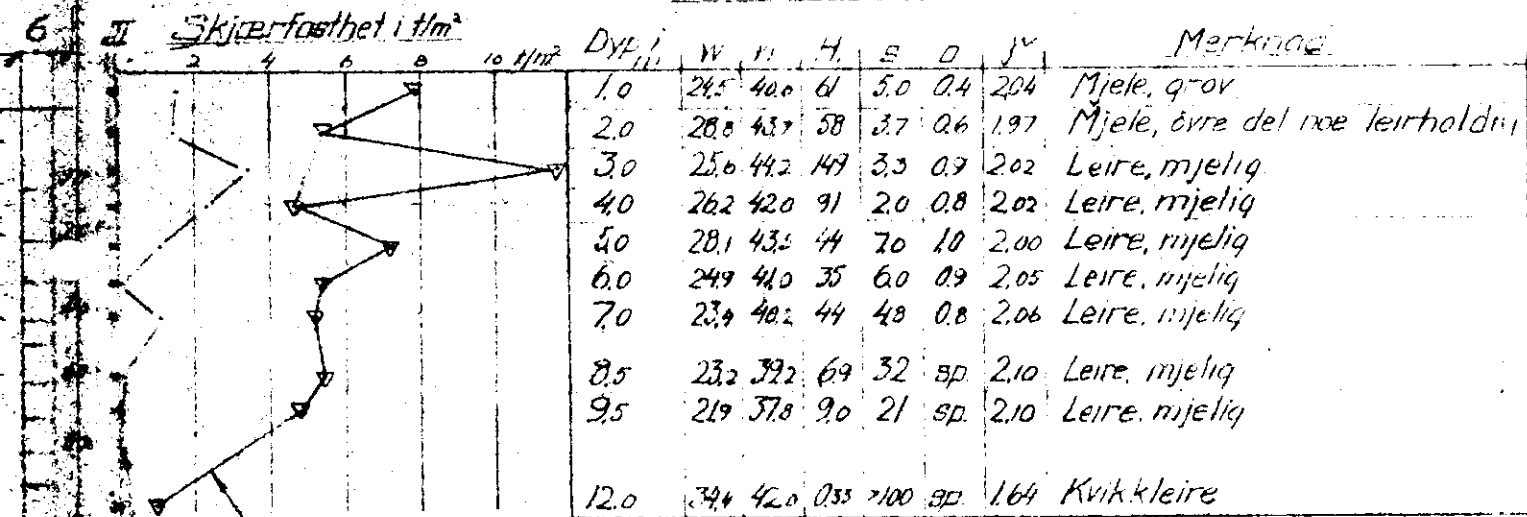 6 II Skjærfasthet i t/m²
2 4 6 8 10 t/m² Dyp i m W n H₁ s o γ Merknad
1.0 24.5 40.0 61 5.0 0.4 2.04 Mjele, grov
2.0 28.8 43.7 58 3.7 0.6 1.97 Mjele, övre del noe leirholdi
3.0 25.6 44.2 149 3.3 0.9 2.02 Leire, mjelig
4.0 26.2 42.0 91 2.0 0.8 2.02 Leire, mjelig
5.0 28.1 43.5 44 7.0 1.0 2.00 Leire, mjelig
6.0 24.9 41.0 35 6.0 0.9 2.05 Leire, mjelig
7.0 23.4 40.2 44 4.8 0.8 2.06 Leire, mjelig
8.5 23.2 39.2 6.9 32 sp. 2.10 Leire, mjelig
9.5 21.9 37.8 9.0 21 sp. 2.10 Leire, mjelig
12.0 34.4 42.0 0.33 >100 sp. 1.64 Kvikkleire